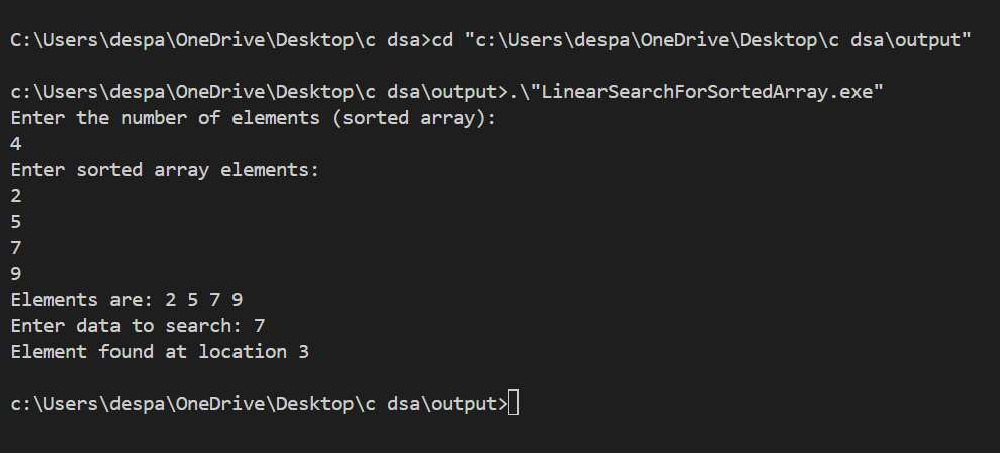 C:\Users\despa\OneDrive\Desktop\c dsa>cd "c:\Users\despa\OneDrive\Desktop\c dsa\output"
c:\Users\despa\OneDrive\Desktop\c dsa\output>.\"LinearSearchForSortedArray.exe"
Enter the number of elements (sorted array):
4
Enter sorted array elements:
2
5
7
9
Elements are: 2 5 7 9
Enter data to search: 7
Element found at location 3
c:\Users\despa\OneDrive\Desktop\c dsa\output>